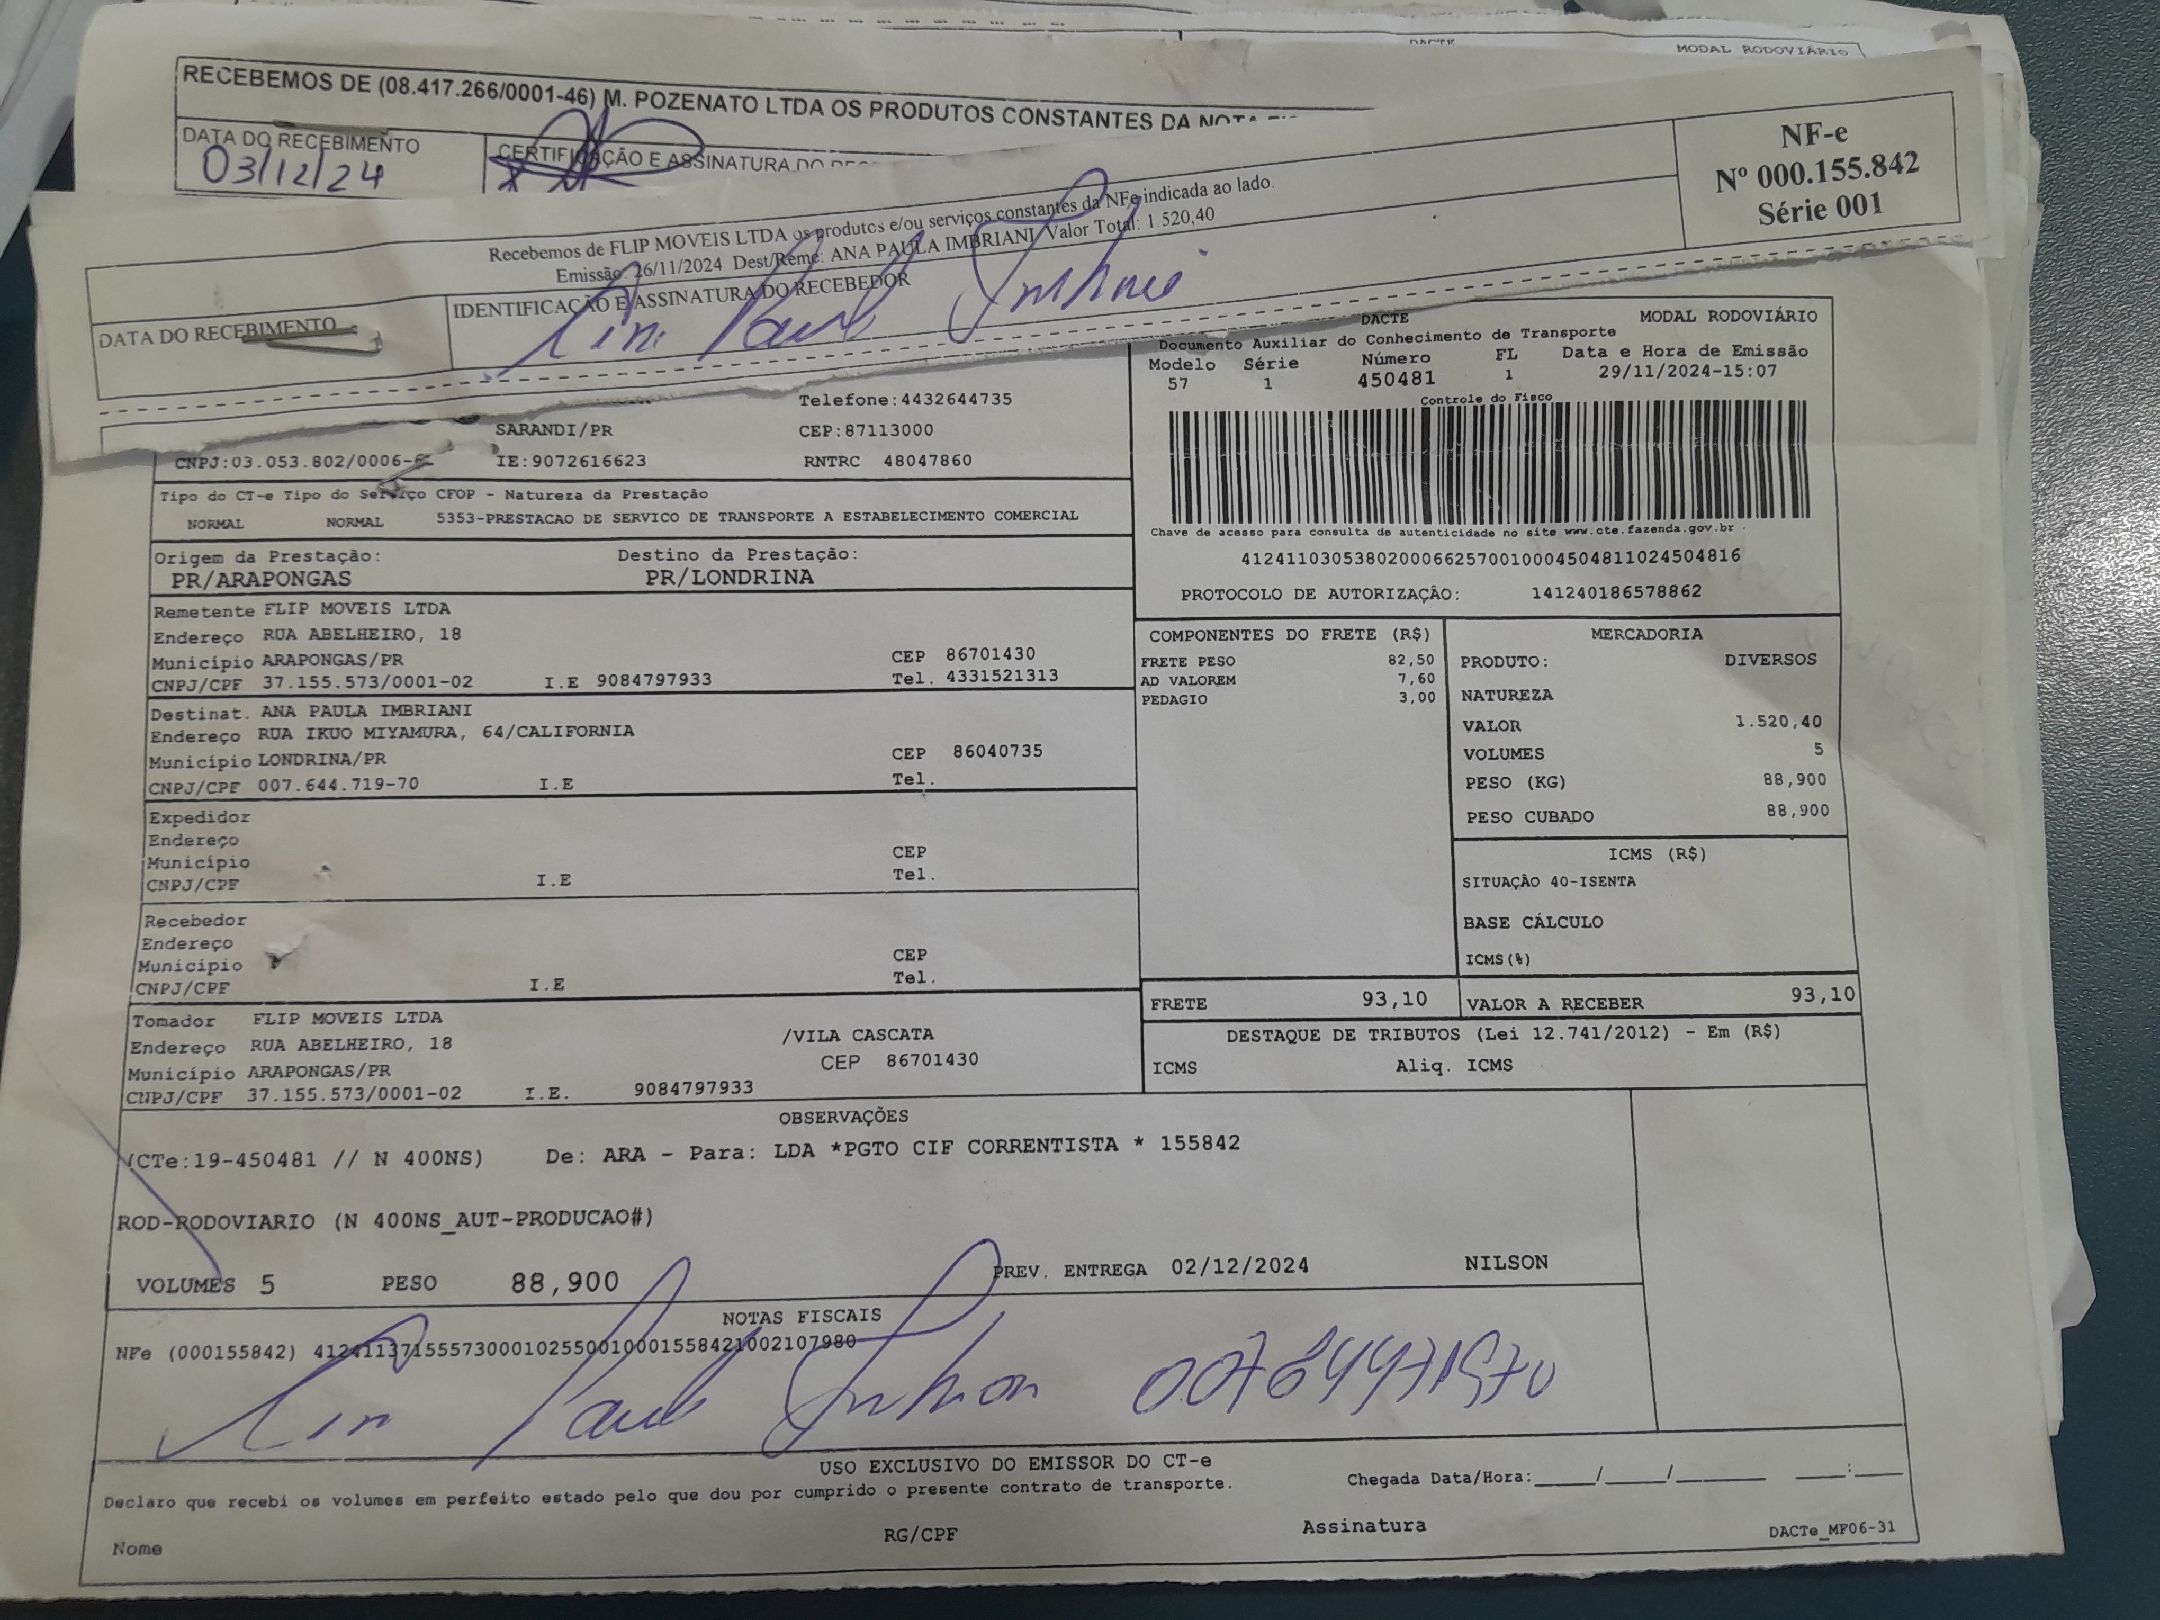 MODAL RODOVIÁRIO
RECEBEMOS DE (08.417.266/0001-46) M. POZENATO LTDA OS PRODUTOS CONSTANTES DA NOTA
DATA DO RECEBIMENTO
03/12/24
CERTIFICAÇÃO E ASSINATURA DO
NF-e
Nº 000.155.842
Série 001
Recebemos de FLIP MOVEIS LTDA os produtos e/ou serviços constantes da NFe indicada ao lado.
Emissão: 26/11/2024 Dest/Reme: ANA PAULA IMBRIANI Valor Total: 1.520,40
DATA DO RECEBIMENTO
IDENTIFICAÇÃO E ASSINATURA DO RECEBEDOR
DACTE
MODAL RODOVIÁRIO
Documento Auxiliar do Conhecimento de Transporte
Modelo Série Número FL Data e Hora de Emissão
57 1 450481 1 29/11/2024-15:07
Controle do Fisco
Telefone:4432644735
SARANDI/PR CEP:87113000
CNPJ:03.053.802/0006- IE:9072616623 RNTRC 48047860
Tipo do CT-e Tipo do Serviço CFOP - Natureza da Prestação
NORMAL NORMAL 5353-PRESTACAO DE SERVICO DE TRANSPORTE A ESTABELECIMENTO COMERCIAL
Chave de acesso para consulta de autenticidade no site www.cte.fazenda.gov.br
41241103053802000662570010004504811024504816
PROTOCOLO DE AUTORIZAÇÃO: 141240186578862
Origem da Prestação: Destino da Prestação:
PR/ARAPONGAS PR/LONDRINA
Remetente FLIP MOVEIS LTDA
Endereço RUA ABELHEIRO, 18
Município ARAPONGAS/PR CEP 86701430
CNPJ/CPF 37.155.573/0001-02 I.E 9084797933 Tel. 4331521313
Destinat. ANA PAULA IMBRIANI
Endereço RUA IKUO MIYAMURA, 64/CALIFORNIA
Município LONDRINA/PR CEP 86040735
CNPJ/CPF 007.644.719-70 I.E Tel.
Expedidor
Endereço
Município CEP
CNPJ/CPF I.E Tel.
Recebedor
Endereço
Município CEP
CNPJ/CPF I.E Tel.
Tomador FLIP MOVEIS LTDA
Endereço RUA ABELHEIRO, 18 /VILA CASCATA
Município ARAPONGAS/PR CEP 86701430
CNPJ/CPF 37.155.573/0001-02 I.E. 9084797933
COMPONENTES DO FRETE (R$)
FRETE PESO 82,50
AD VALOREM 7,60
PEDAGIO 3,00
MERCADORIA
PRODUTO: DIVERSOS
NATUREZA
VALOR 1.520,40
VOLUMES 5
PESO (KG) 88,900
PESO CUBADO 88,900
ICMS (R$)
SITUAÇÃO 40-ISENTA
BASE CÁLCULO
ICMS(%)
FRETE 93,10 VALOR A RECEBER 93,10
DESTAQUE DE TRIBUTOS (Lei 12.741/2012) - Em (R$)
ICMS Aliq. ICMS
OBSERVAÇÕES
(CTe:19-450481 // N 400NS) De: ARA - Para: LDA *PGTO CIF CORRENTISTA * 155842
ROD-RODOVIARIO (N 400NS_AUT-PRODUCAO#)
VOLUMES 5 PESO 88,900 PREV. ENTREGA 02/12/2024 NILSON
NOTAS FISCAIS
NFe (000155842) 41241137155573000102550010001558421002107980
00764471970
USO EXCLUSIVO DO EMISSOR DO CT-e
Declaro que recebi os volumes em perfeito estado pelo que dou por cumprido o presente contrato de transporte.
Chegada Data/Hora:_____/_____/________ ____:____
Nome RG/CPF Assinatura DACTe_MF06-31